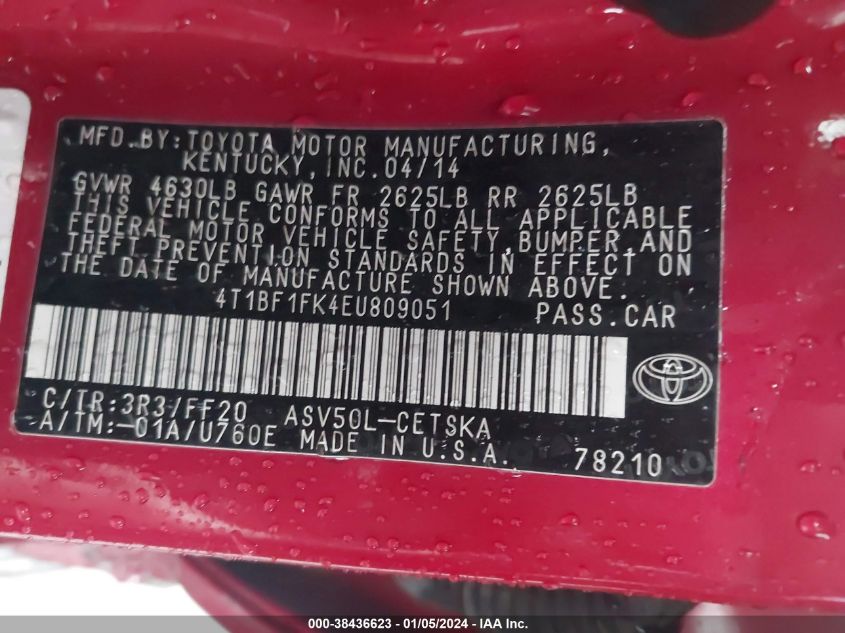 MFD.BY:TOYOTA MOTOR MANUFACTURING,
KENTUCKY, INC.04/14
GVWR 4630LB GAWR FR 2625LB RR 2625LB
THIS VEHICLE CONFORMS TO ALL APPLICABLE
FEDERAL MOTOR VEHICLE SAFETY,BUMPER,AND
THEFT PREVENTION STANDARDS IN EFFECT ON
THE DATE OF MANUFACTURE SHOWN ABOVE.
4T1BF1FK4EU809051 PASS.CAR
C/TR:3R3/FF20 ASV50L-CETSKA
A/TM:-01A/U760E MADE IN U.S.A. 78210
000-38436623 - 01/05/2024 - IAA Inc.